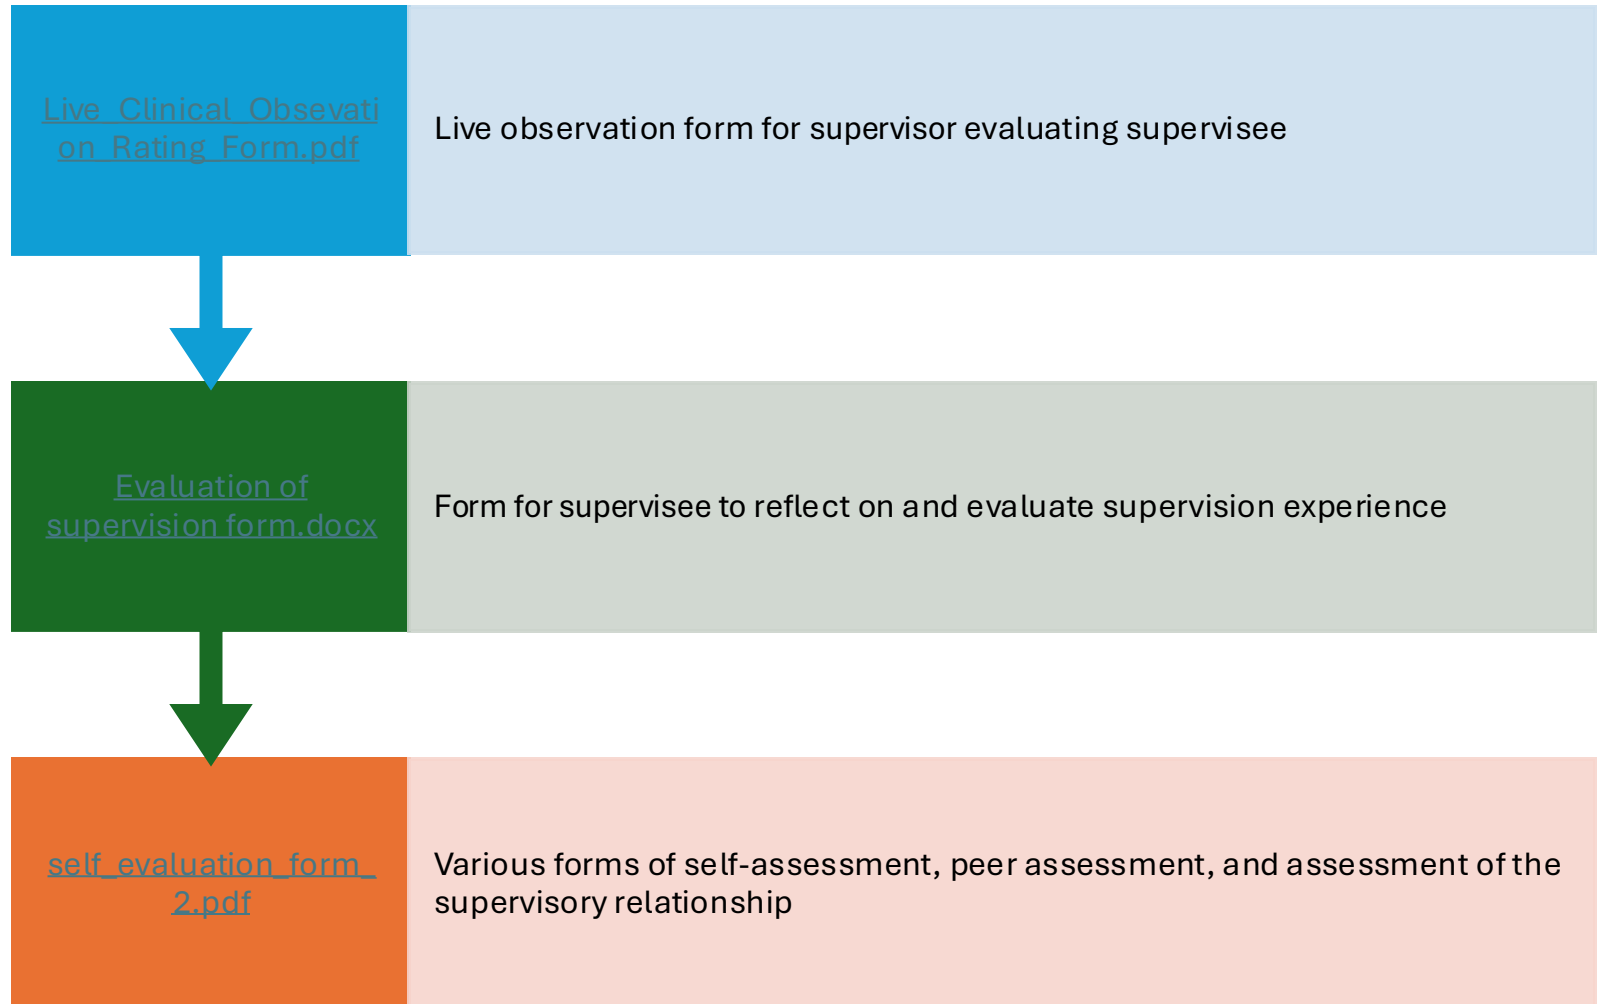 Live_Clinical_Obsevati
on_Rating_Form.pdf
Live observation form for supervisor evaluating supervisee
Evaluation of
supervision form.docx
Form for supervisee to reflect on and evaluate supervision experience
self_evaluation_form_
2.pdf
Various forms of self-assessment, peer assessment, and assessment of the
supervisory relationship